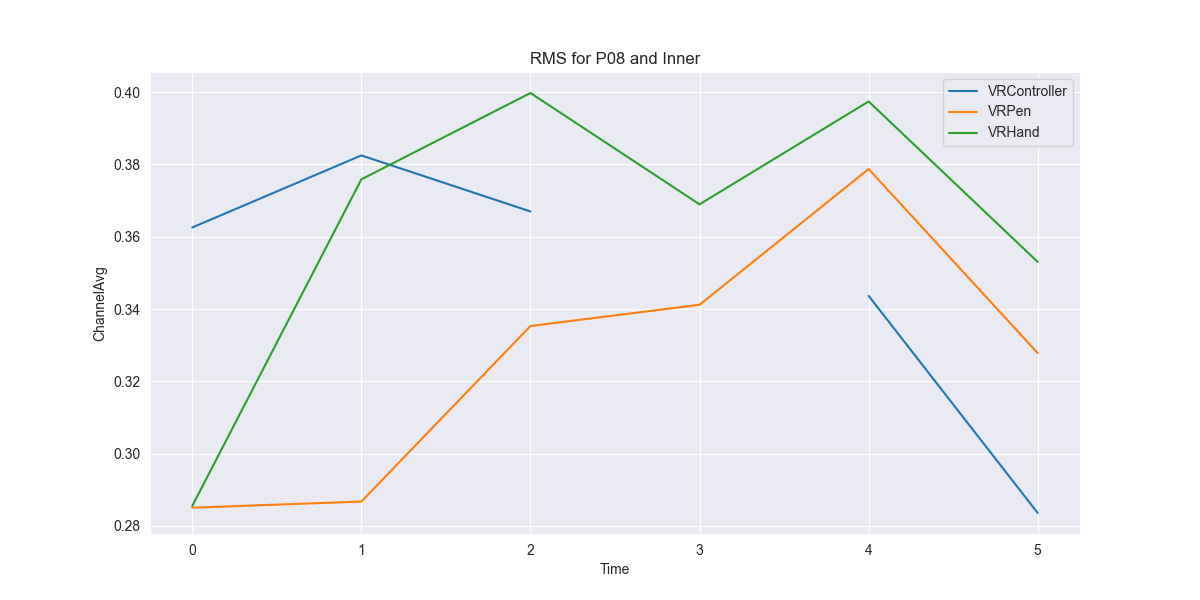 RMS for P08 and Inner
VRController
VRPen
VRHand
ChannelAvg
0.40
0.38
0.36
0.34
0.32
0.30
0.28
0 1 2 3 4 5
Time